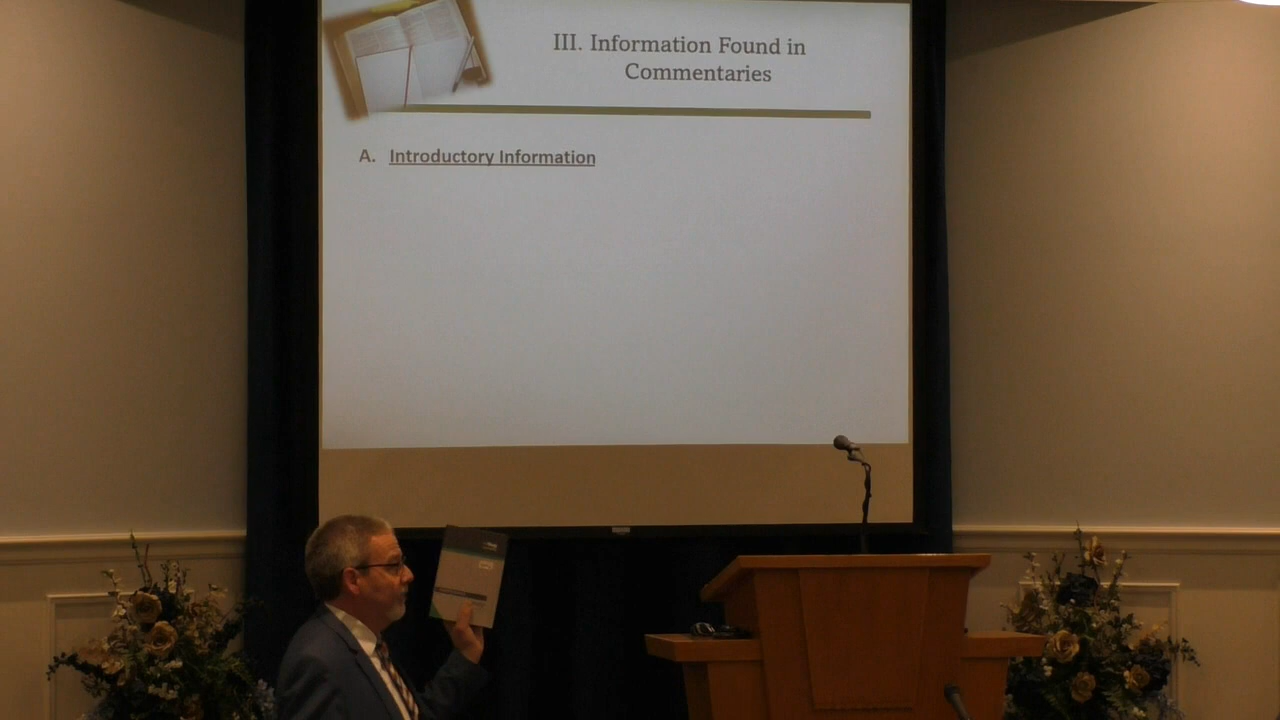 III. Information Found in
Commentaries
A. Introductory Information